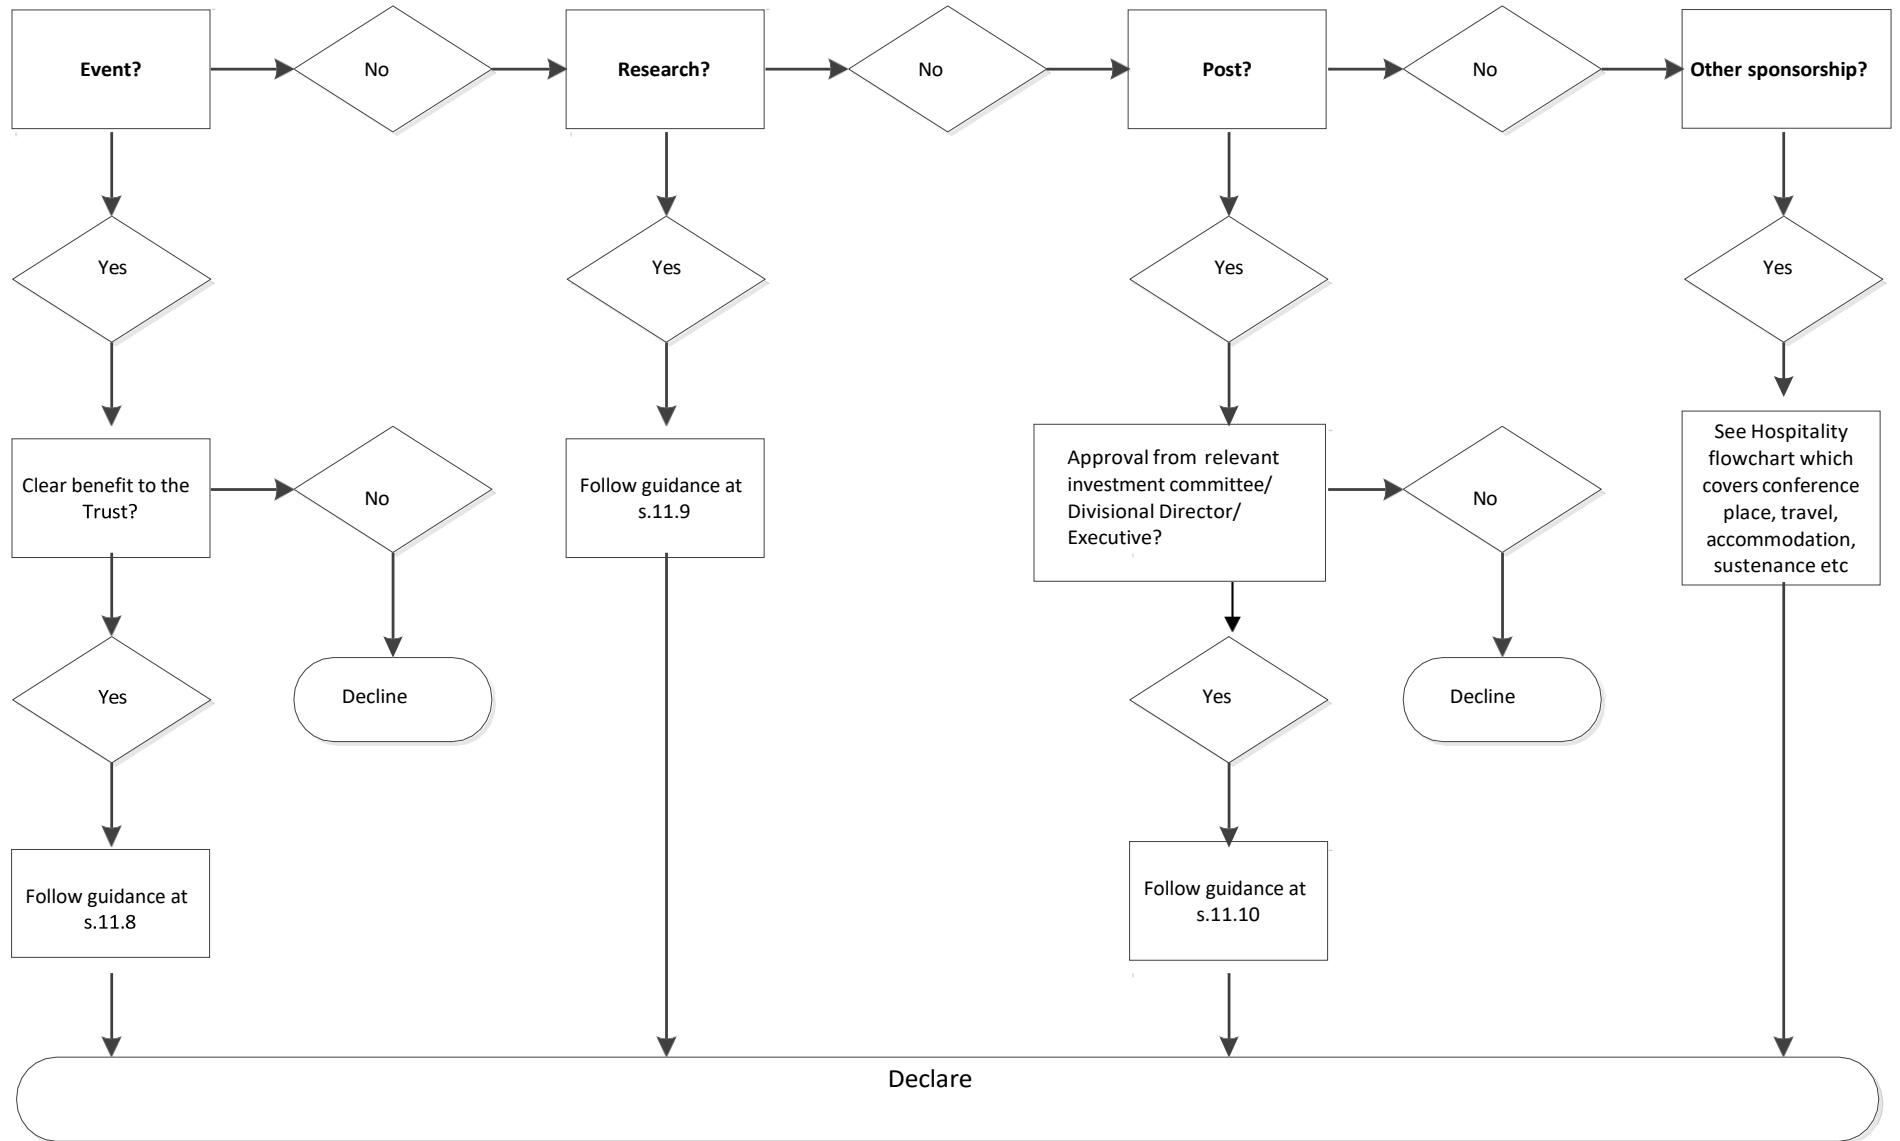 Event?
No
Research?
No
Post?
No
Other sponsorship?
Yes
Yes
Yes
Yes
Clear benefit to the
Trust?
No
Follow guidance at
s.11.9
Approval from relevant
investment committee/
Divisional Director/
Executive?
No
See Hospitality
flowchart which
covers conference
place, travel,
accommodation,
sustenance etc
Yes
Decline
Yes
Decline
Follow guidance at
s.11.8
Follow guidance at
s.11.10
Declare